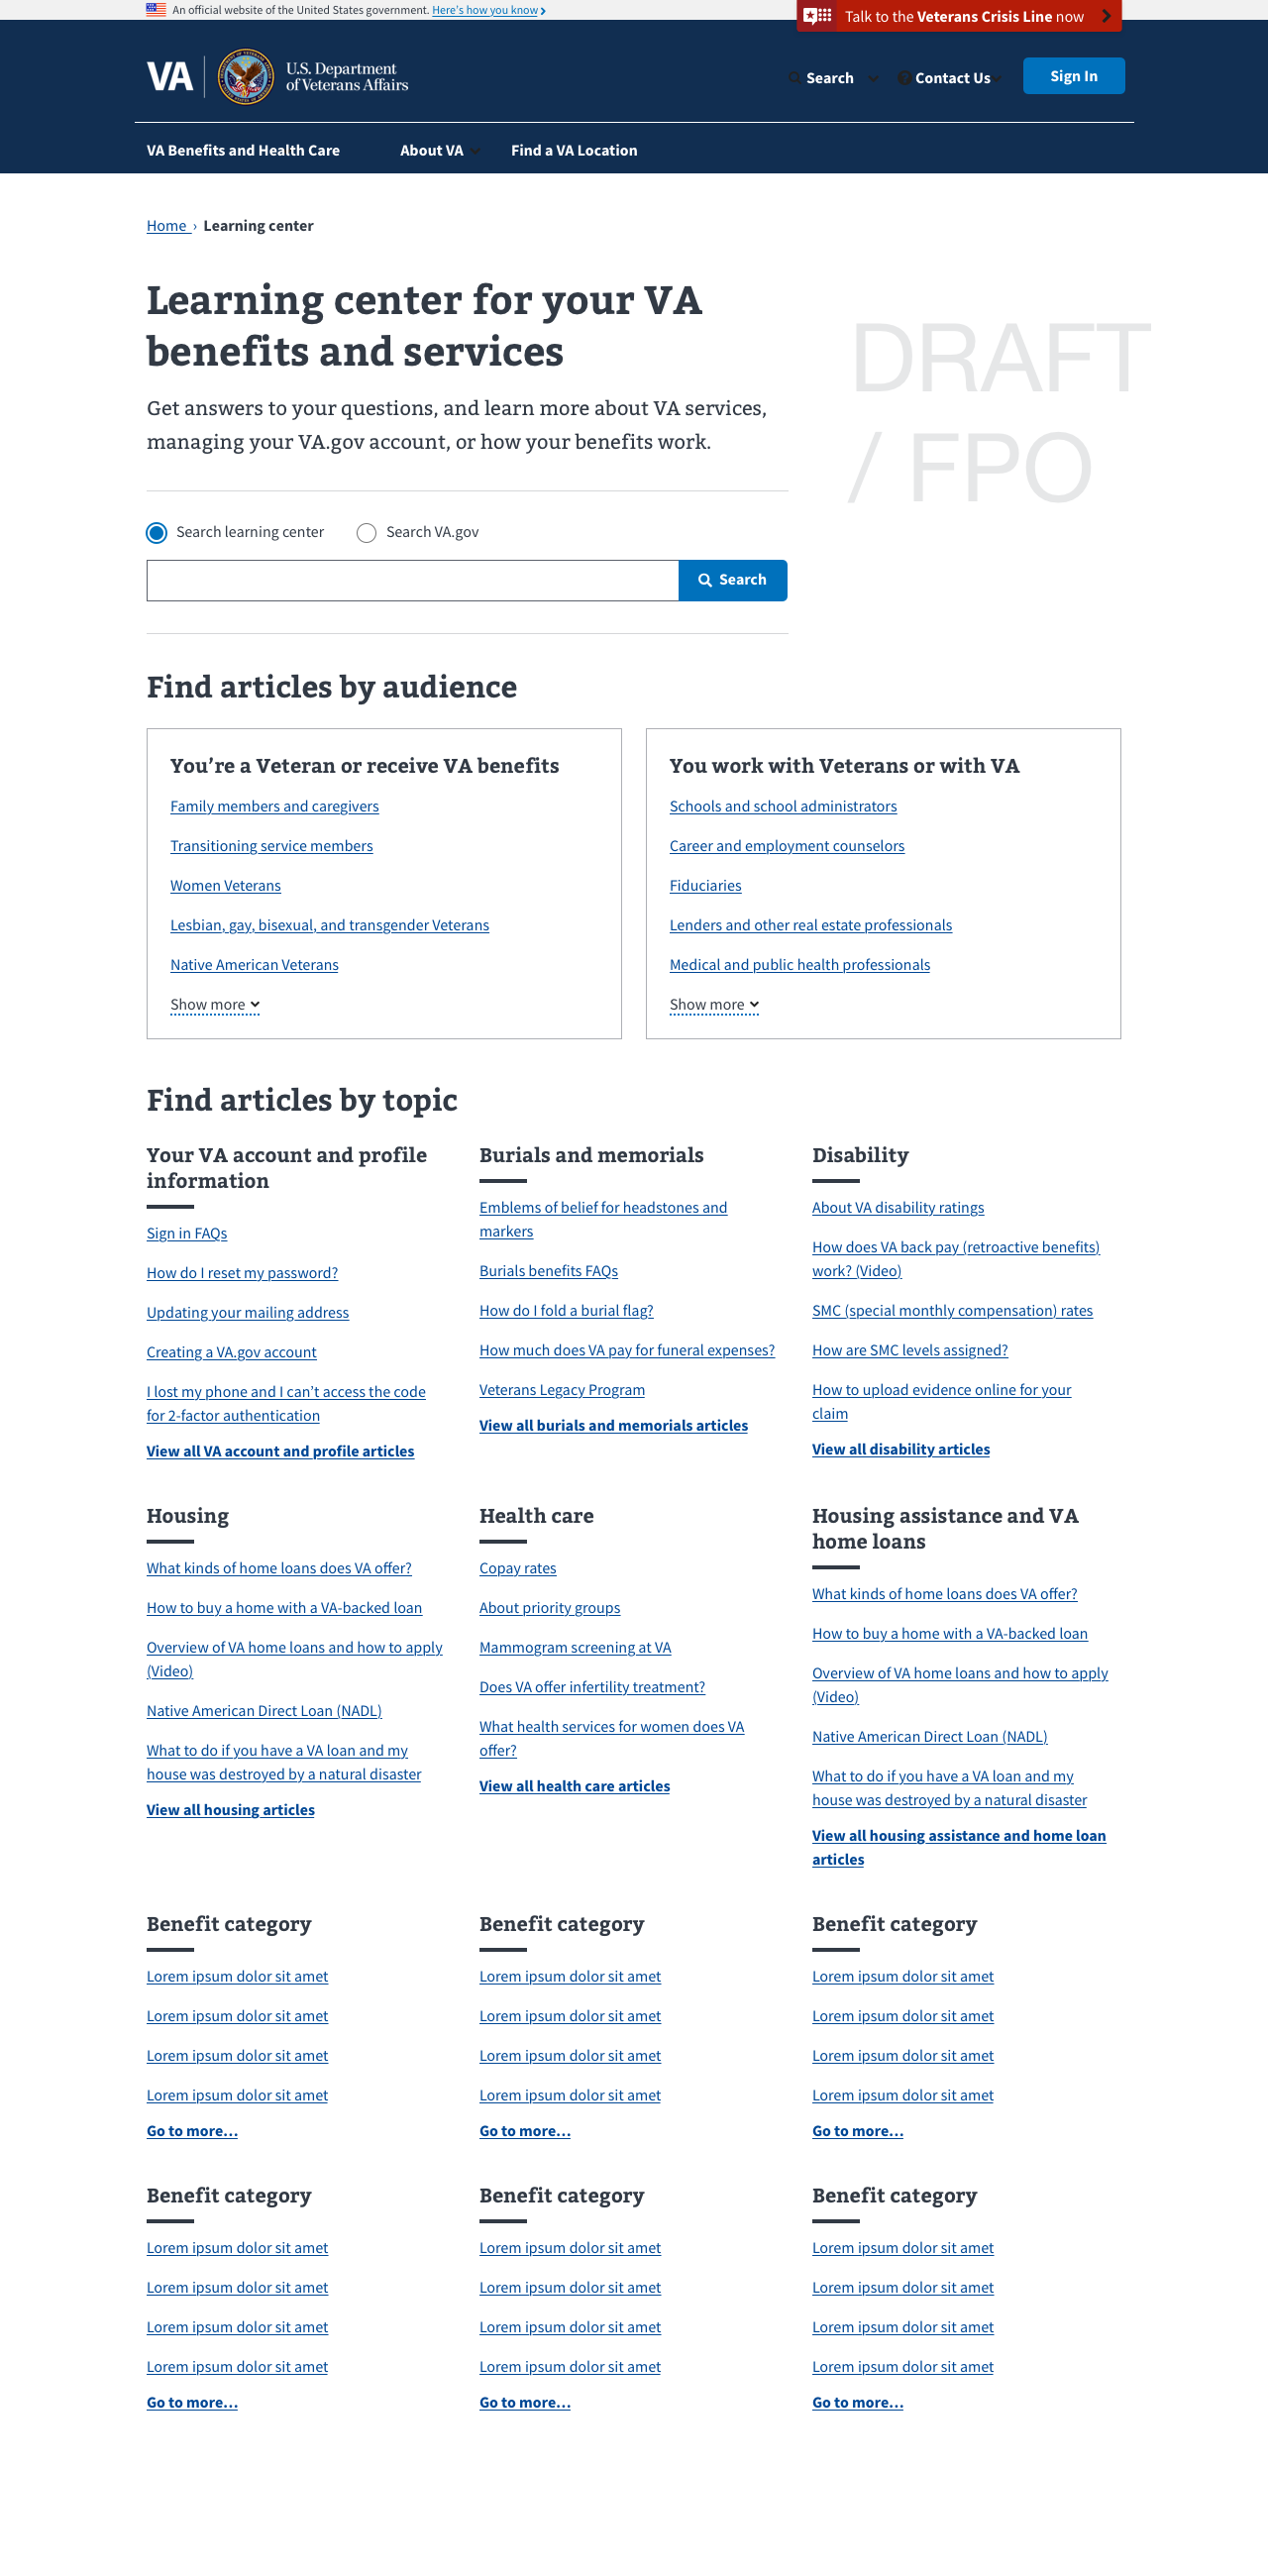 An official website of the United States government. Here's how you know
Talk to the Veterans Crisis Line now
VA
U.S. Department
of Veterans Affairs
Search
Contact Us
Sign In
VA Benefits and Health Care
About VA
Find a VA Location
Home › Learning center
Learning center for your VA
benefits and services
DRAFT
/ FPO
Get answers to your questions, and learn more about VA services,
managing your VA.gov account, or how your benefits work.
Search learning center
Search VA.gov
Search
Find articles by audience
You’re a Veteran or receive VA benefits
Family members and caregivers
Transitioning service members
Women Veterans
Lesbian, gay, bisexual, and transgender Veterans
Native American Veterans
Show more
You work with Veterans or with VA
Schools and school administrators
Career and employment counselors
Fiduciaries
Lenders and other real estate professionals
Medical and public health professionals
Show more
Find articles by topic
Your VA account and profile
information
Sign in FAQs
How do I reset my password?
Updating your mailing address
Creating a VA.gov account
I lost my phone and I can’t access the code
for 2-factor authentication
View all VA account and profile articles
Burials and memorials
Emblems of belief for headstones and
markers
Burials benefits FAQs
How do I fold a burial flag?
How much does VA pay for funeral expenses?
Veterans Legacy Program
View all burials and memorials articles
Disability
About VA disability ratings
How does VA back pay (retroactive benefits)
work? (Video)
SMC (special monthly compensation) rates
How are SMC levels assigned?
How to upload evidence online for your
claim
View all disability articles
Housing
What kinds of home loans does VA offer?
How to buy a home with a VA-backed loan
Overview of VA home loans and how to apply
(Video)
Native American Direct Loan (NADL)
What to do if you have a VA loan and my
house was destroyed by a natural disaster
View all housing articles
Health care
Copay rates
About priority groups
Mammogram screening at VA
Does VA offer infertility treatment?
What health services for women does VA
offer?
View all health care articles
Housing assistance and VA
home loans
What kinds of home loans does VA offer?
How to buy a home with a VA-backed loan
Overview of VA home loans and how to apply
(Video)
Native American Direct Loan (NADL)
What to do if you have a VA loan and my
house was destroyed by a natural disaster
View all housing assistance and home loan
articles
Benefit category
Lorem ipsum dolor sit amet
Lorem ipsum dolor sit amet
Lorem ipsum dolor sit amet
Lorem ipsum dolor sit amet
Go to more…
Benefit category
Lorem ipsum dolor sit amet
Lorem ipsum dolor sit amet
Lorem ipsum dolor sit amet
Lorem ipsum dolor sit amet
Go to more…
Benefit category
Lorem ipsum dolor sit amet
Lorem ipsum dolor sit amet
Lorem ipsum dolor sit amet
Lorem ipsum dolor sit amet
Go to more…
Benefit category
Lorem ipsum dolor sit amet
Lorem ipsum dolor sit amet
Lorem ipsum dolor sit amet
Lorem ipsum dolor sit amet
Go to more…
Benefit category
Lorem ipsum dolor sit amet
Lorem ipsum dolor sit amet
Lorem ipsum dolor sit amet
Lorem ipsum dolor sit amet
Go to more…
Benefit category
Lorem ipsum dolor sit amet
Lorem ipsum dolor sit amet
Lorem ipsum dolor sit amet
Lorem ipsum dolor sit amet
Go to more…